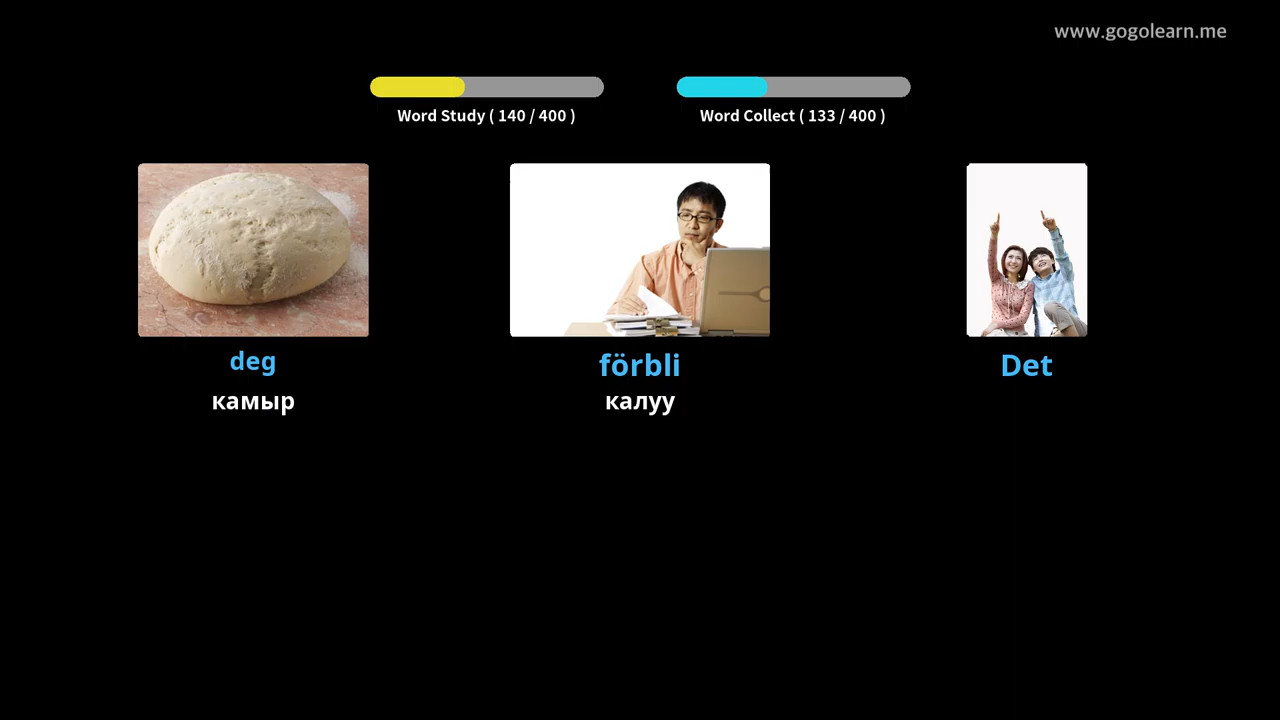 www.gogolearn.me
Word Study ( 140 / 400 )
Word Collect ( 133 / 400 )
deg
förbli
Det
камыр
калуу